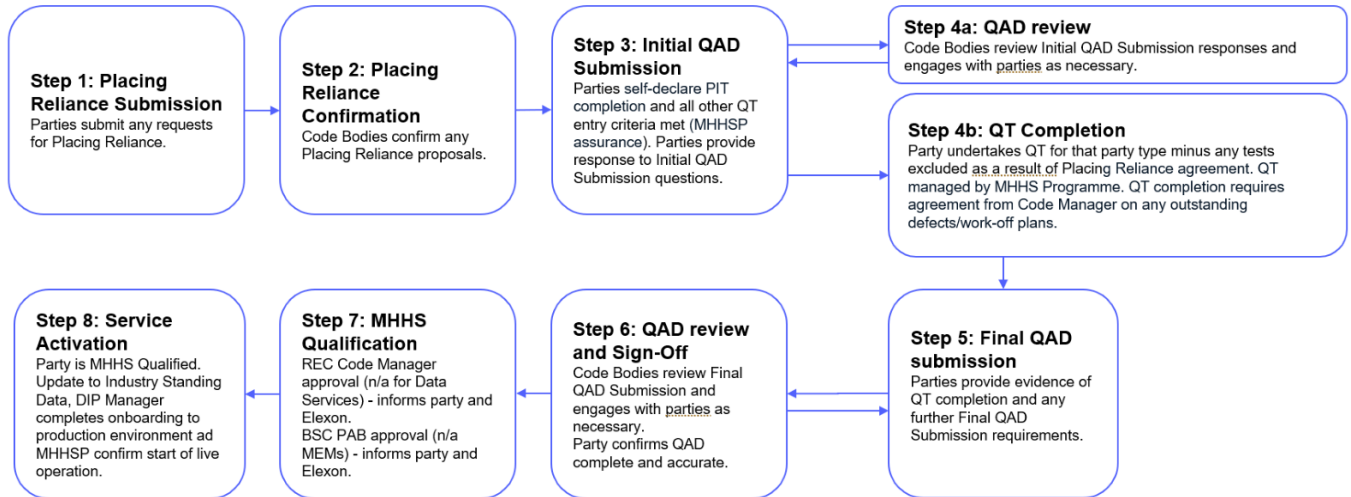 Step 1: Placing
Reliance Submission
Parties submit any requests
for Placing Reliance.
Step 2: Placing
Reliance
Confirmation
Code Bodies confirm any
Placing Reliance proposals.
Step 3: Initial QAD
Submission
Parties self-declare PIT
completion and all other QT
entry criteria met (MHHSP
assurance). Parties provide
response to Initial QAD
Submission questions.
Step 4a: QAD review
Code Bodies review Initial QAD Submission responses and
engages with parties as necessary.
Step 4b: QT Completion
Party undertakes QT for that party type minus any tests
excluded as a result of Placing Reliance agreement. QT
managed by MHHS Programme. QT completion requires
agreement from Code Manager on any outstanding
defects/work-off plans.
Step 5: Final QAD
submission
Parties provide evidence of
QT completion and any
further Final QAD
Submission requirements.
Step 6: QAD review
and Sign-Off
Code Bodies review Final
QAD Submission and
engages with parties as
necessary.
Party confirms QAD
complete and accurate.
Step 7: MHHS
Qualification
REC Code Manager
approval (n/a for Data
Services) - informs party and
Elexon.
BSC PAB approval (n/a
MEMs) - informs party and
Elexon.
Step 8: Service
Activation
Party is MHHS Qualified.
Update to Industry Standing
Data, DIP Manager
completes onboarding to
production environment ad
MHHSP confirm start of live
operation.